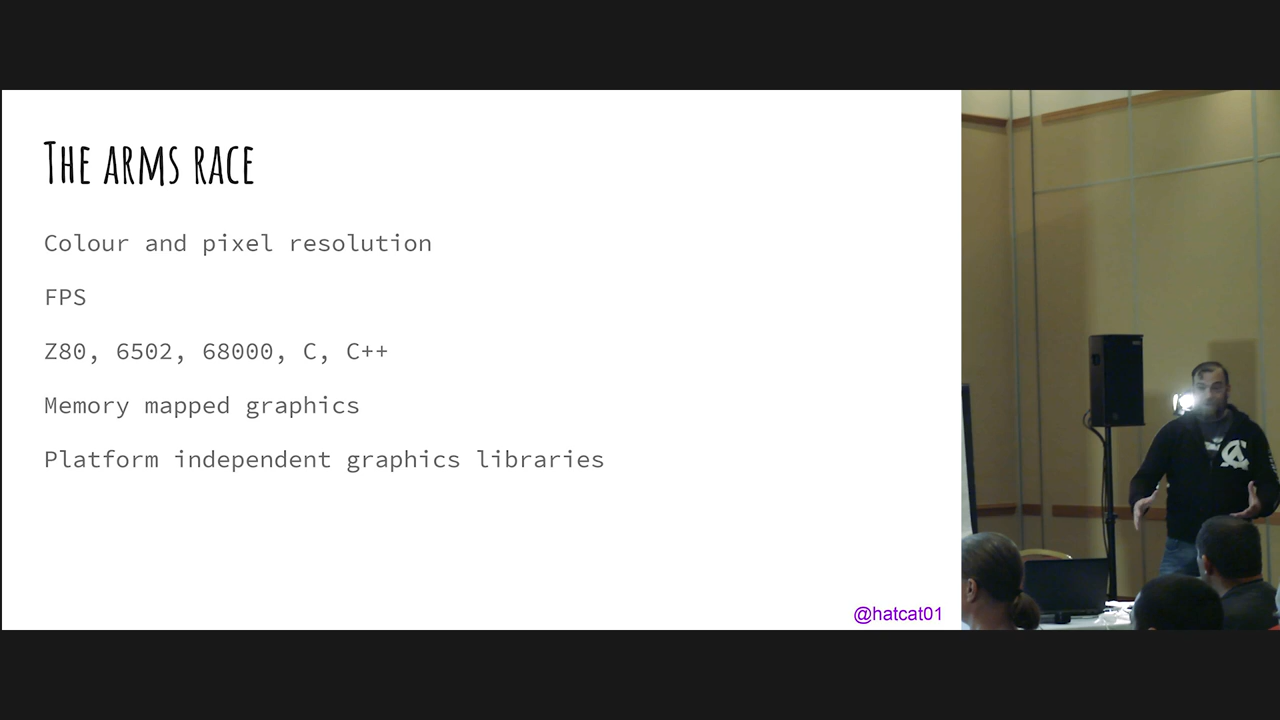 The arms race
Colour and pixel resolution
FPS
Z80, 6502, 68000, C, C++
Memory mapped graphics
Platform independent graphics libraries
@hatcat01